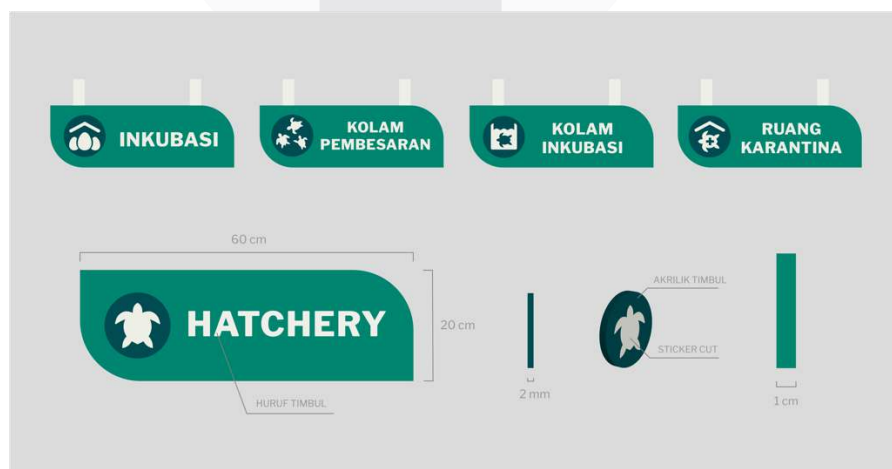 INKUBASI
KOLAM
PEMBESARAN
KOLAM
INKUBASI
RUANG
KARANTINA
60 cm
HATCHERY
20 cm
HURUF TIMBUL
2 mm
AKRILIK TIMBUL
STICKER CUT
1 cm